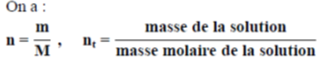 On a :
n = m/M , nₜ = masse de la solution / masse molaire de la solution